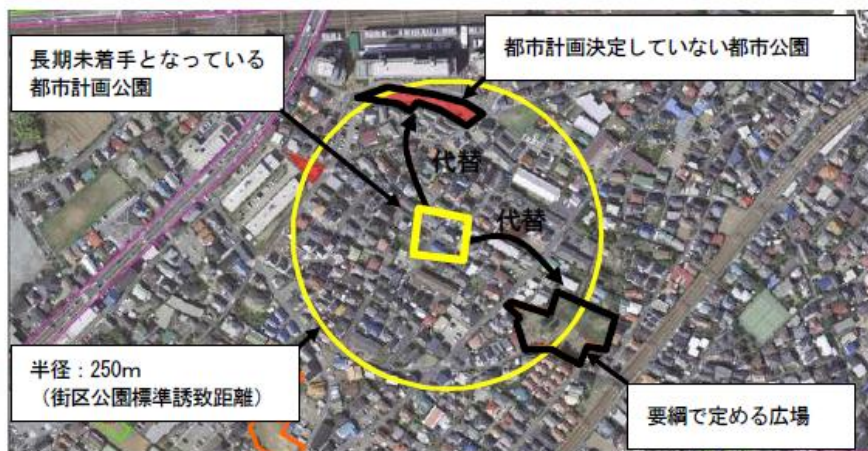 長期未着手となっている
都市計画公園
都市計画決定していない都市公園
代替
代替
半径：250m
（街区公園標準誘致距離）
要綱で定める広場